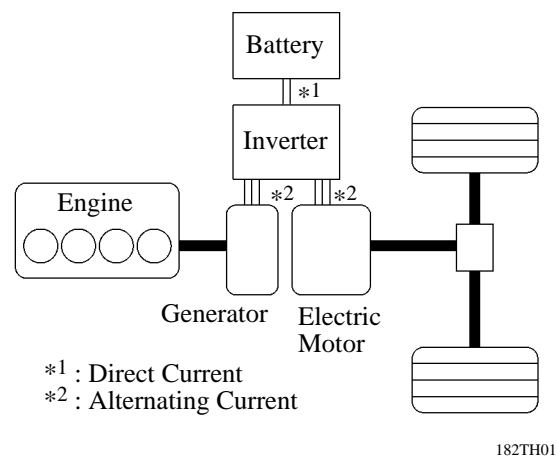 Battery
*1
Inverter
*2
*2
Engine
Generator
Electric
Motor
*1 : Direct Current
*2 : Alternating Current
182TH01